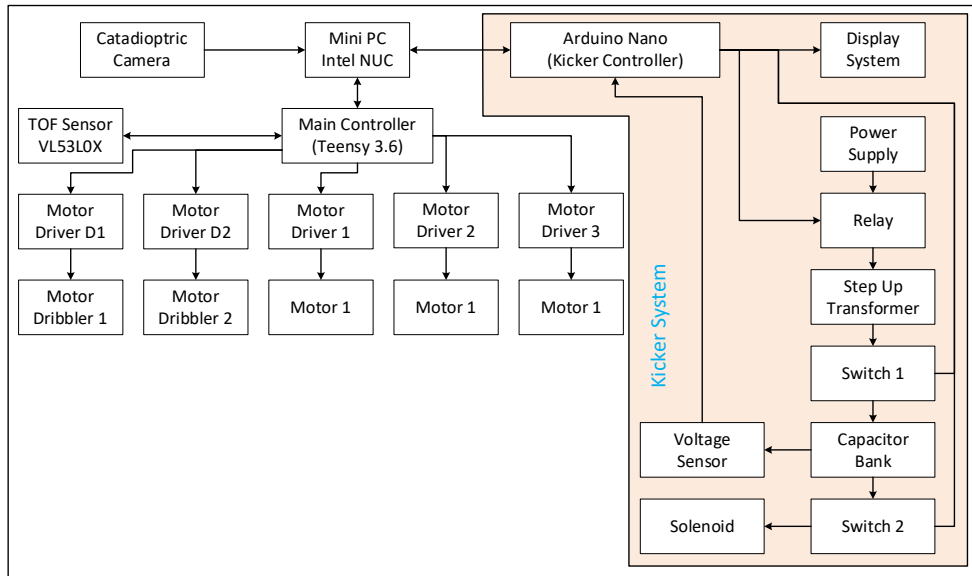 Catadioptric
Camera
Mini PC
Intel NUC
Arduino Nano
(Kicker Controller)
Display
System
TOF Sensor
VL53L0X
Main Controller
(Teensy 3.6)
Power
Supply
Motor
Driver D1
Motor
Driver D2
Motor
Driver 1
Motor
Driver 2
Motor
Driver 3
Relay
Motor
Dribbler 1
Motor
Dribbler 2
Motor 1
Motor 1
Motor 1
Step Up
Transformer
Kicker System
Switch 1
Voltage
Sensor
Capacitor
Bank
Solenoid
Switch 2